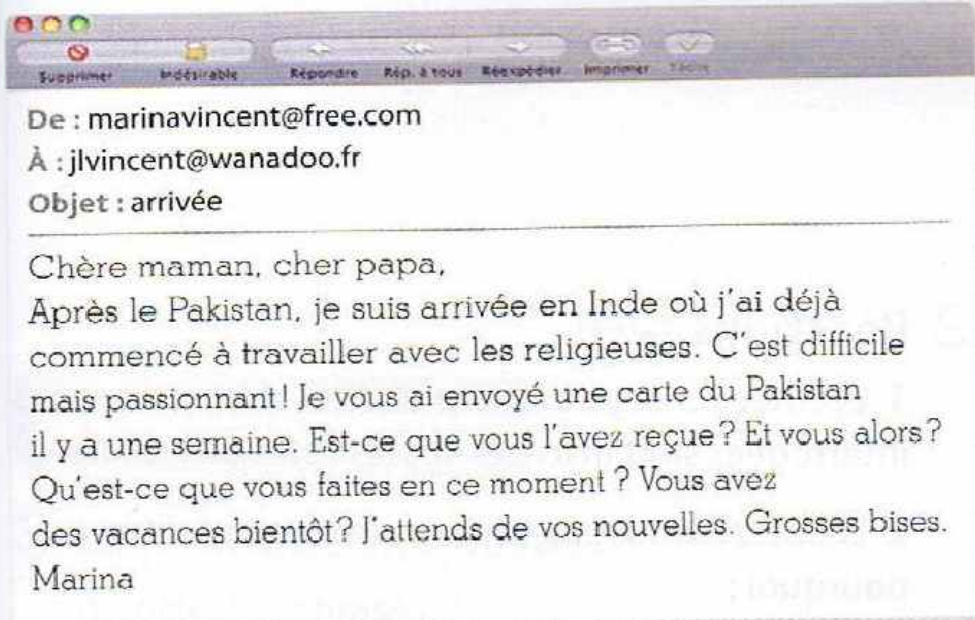 Supprimer Indésirable Répondre Rép. à tous Réexpédier Imprimer
De : marinavincent@free.com
À : jlvincent@wanadoo.fr
Objet : arrivée
Chère maman, cher papa,
Après le Pakistan, je suis arrivée en Inde où j'ai déjà
commencé à travailler avec les religieuses. C'est difficile
mais passionnant ! Je vous ai envoyé une carte du Pakistan
il y a une semaine. Est-ce que vous l'avez reçue ? Et vous alors ?
Qu'est-ce que vous faites en ce moment ? Vous avez
des vacances bientôt ? J'attends de vos nouvelles. Grosses bises.
Marina